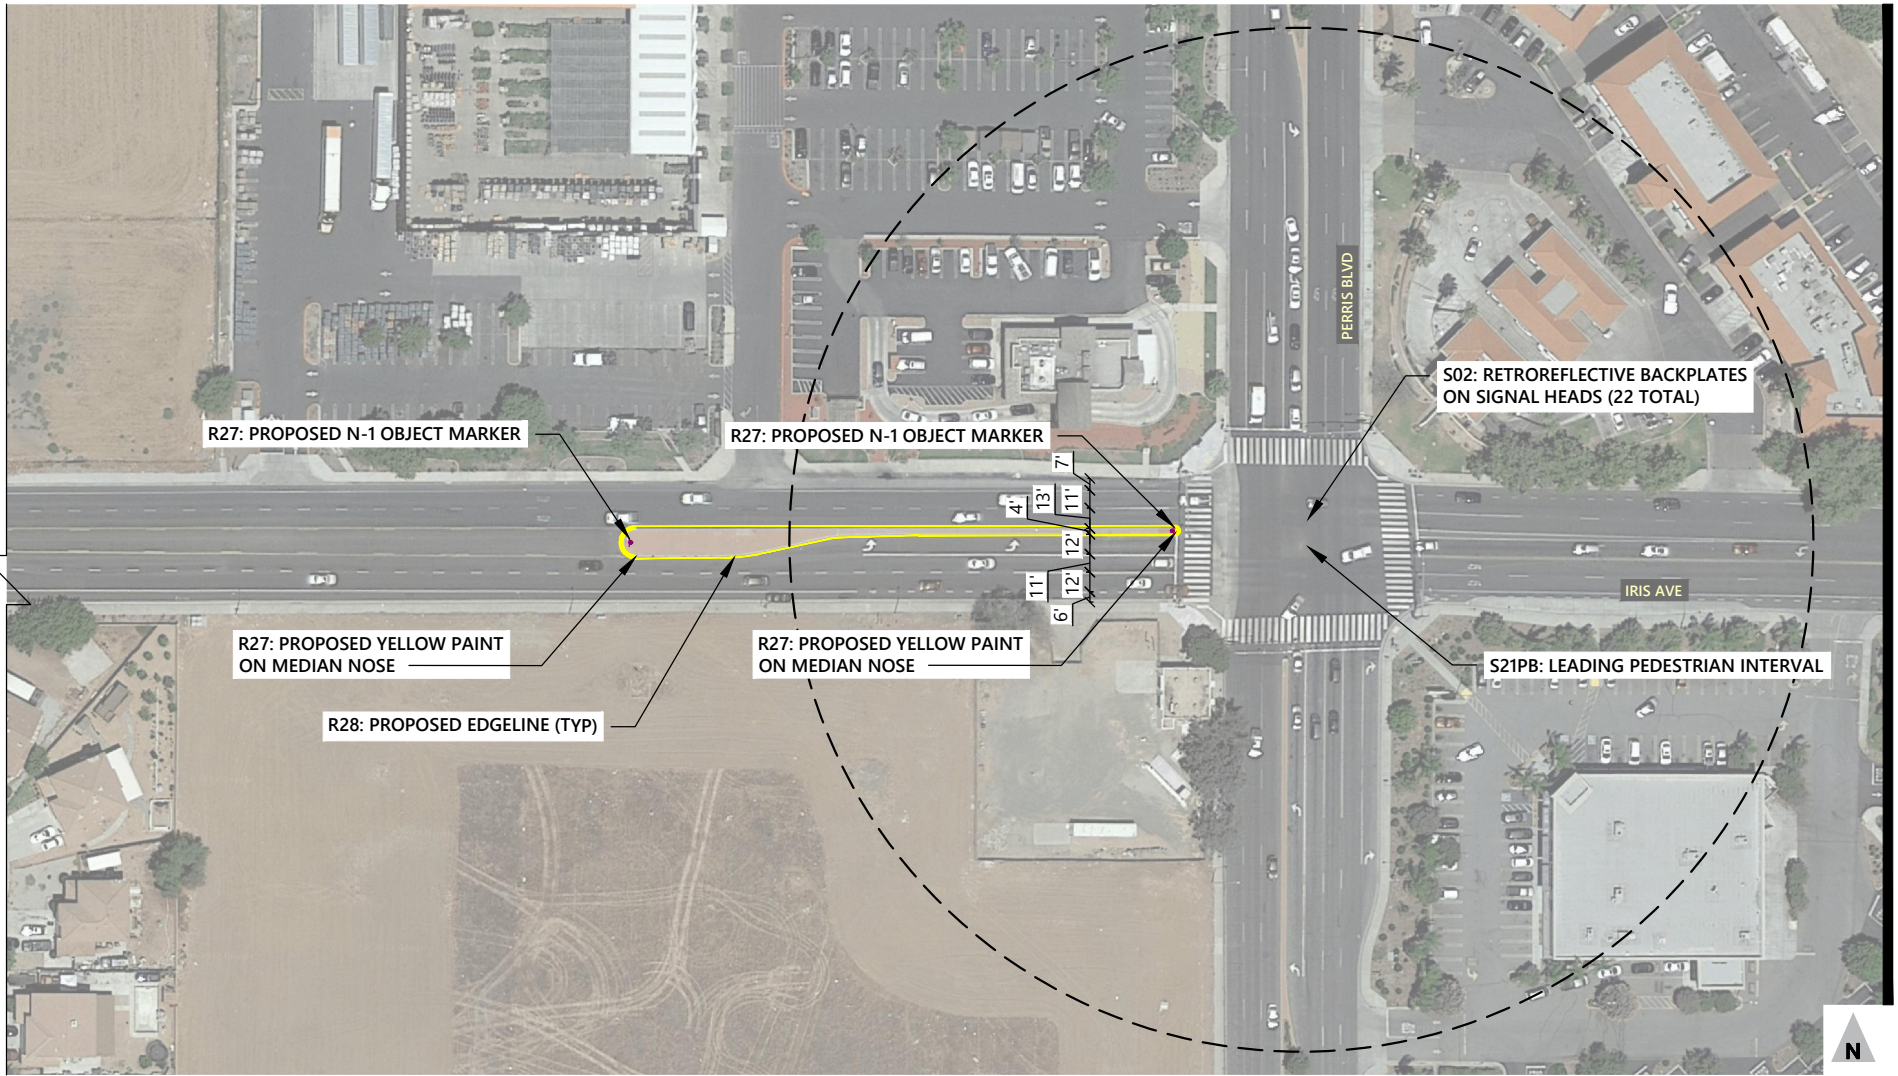 PERRIS BLVD
S02: RETROREFLECTIVE BACKPLATES
ON SIGNAL HEADS (22 TOTAL)
R27: PROPOSED N-1 OBJECT MARKER
R27: PROPOSED N-1 OBJECT MARKER
7'
11'
13'
4'
12'
11'
12'
6'
IRIS AVE
R27: PROPOSED YELLOW PAINT
ON MEDIAN NOSE
R27: PROPOSED YELLOW PAINT
ON MEDIAN NOSE
S21PB: LEADING PEDESTRIAN INTERVAL
R28: PROPOSED EDGELINE (TYP)
N